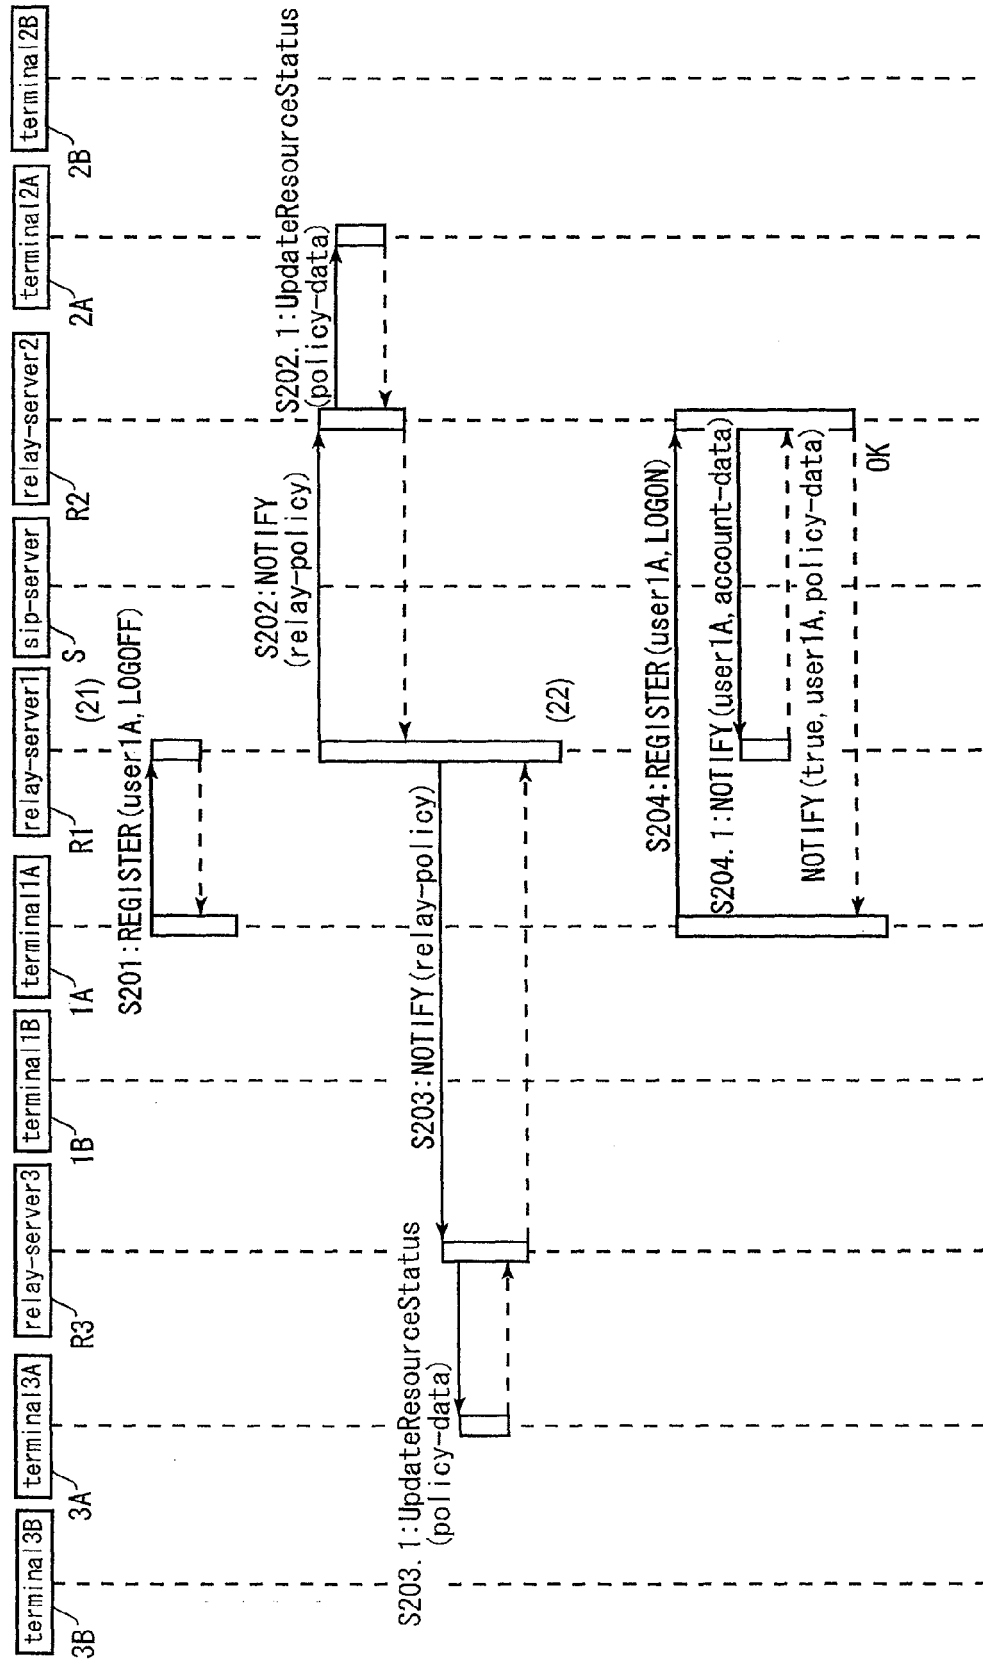 terminal3B
terminal3A
relay-server3
terminal1B
terminal1A
relay-server1
sip-server
relay-server2
terminal2A
terminal2B
3B
3A
R3
1B
1A
R1
S
R2
2A
2B
(21)
S201:REGISTER(user1A,LOGOFF)
S202:NOTIFY
(relay-policy)
S202.1:UpdateResourceStatus
(policy-data)
S203:NOTIFY(relay-policy)
S203.1:UpdateResourceStatus
(policy-data)
(22)
S204:REGISTER(user1A,LOGON)
S204.1:NOTIFY(user1A,account-data)
NOTIFY(true,user1A,policy-data)
OK